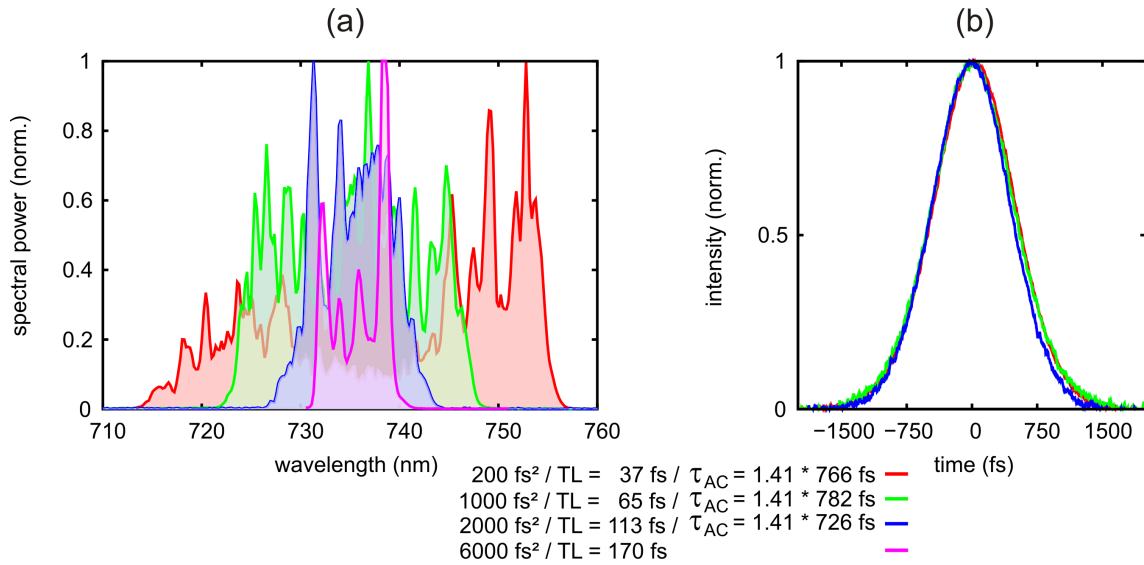 (a)
(b)
spectral power (norm.)
1
0.8
0.6
0.4
0.2
0
710
720
730
740
750
760
wavelength (nm)
intensity (norm.)
1
0.5
0
−1500
−750
0
750
1500
time (fs)
200 fs² / TL = 37 fs / τAC = 1.41 * 766 fs
1000 fs² / TL = 65 fs / τAC = 1.41 * 782 fs
2000 fs² / TL = 113 fs / τAC = 1.41 * 726 fs
6000 fs² / TL = 170 fs